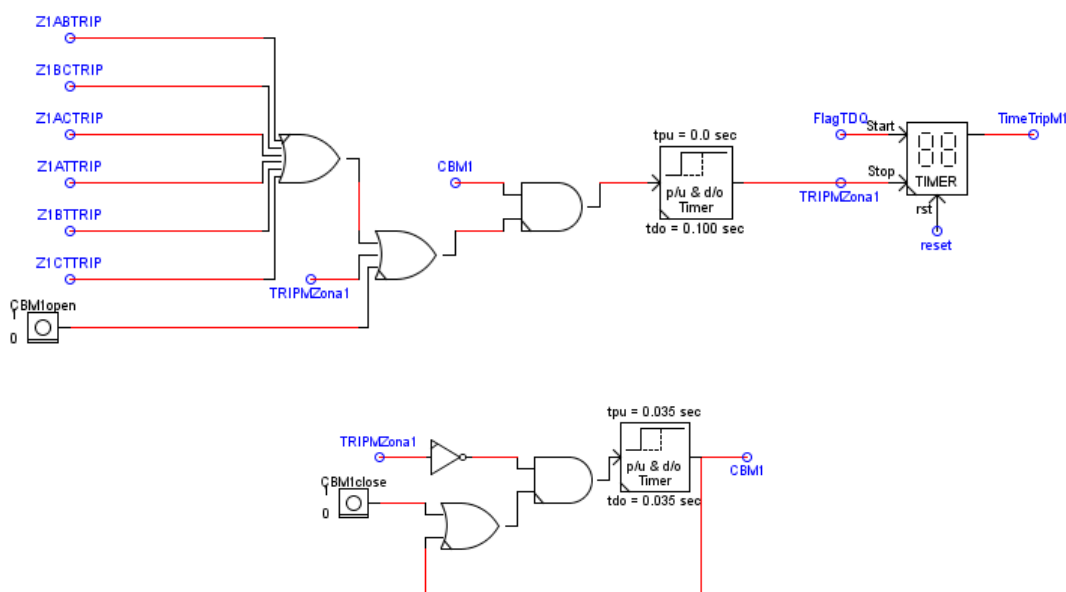 Z1ABTRIP
Z1BCTRIP
Z1ACTRIP
Z1ATTRIP
Z1BTTRIP
Z1CTTRIP
CBM1open
1
0
TRIPMZona1
CBM1
tpu = 0.0 sec
p/u & d/o
Timer
tdo = 0.100 sec
FlagTDO
Start
TRIPMZona1
Stop
TIMER
rst
reset
TimeTripM1
TRIPMZona1
CBM1close
1
0
tpu = 0.035 sec
p/u & d/o
Timer
tdo = 0.035 sec
CBM1